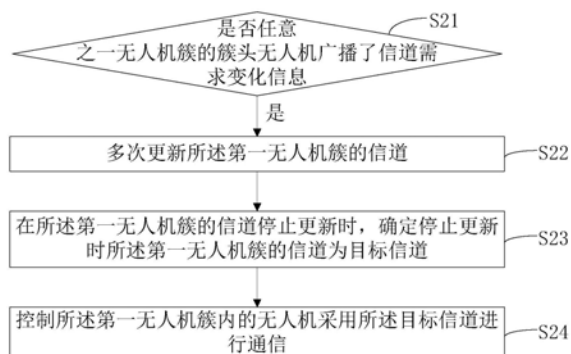 是否任意
之一无人机簇的簇头无人机广播了信道需
求变化信息
S21
是
多次更新所述第一无人机簇的信道
S22
在所述第一无人机簇的信道停止更新时，确定停止更新
时所述第一无人机簇的信道为目标信道
S23
控制所述第一无人机簇内的无人机采用所述目标信道进
行通信
S24